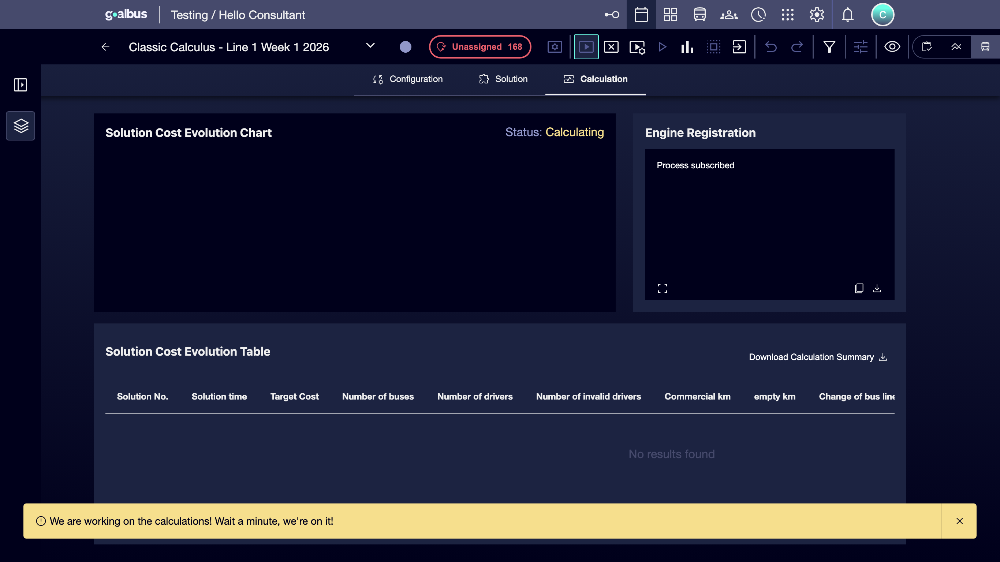 goalbus
Testing / Hello Consultant
C
Classic Calculus - Line 1 Week 1 2026
Unassigned 168
Configuration
Solution
Calculation
Solution Cost Evolution Chart
Status: Calculating
Engine Registration
Process subscribed
Solution Cost Evolution Table
Download Calculation Summary
Solution No. Solution time Target Cost Number of buses Number of drivers Number of invalid drivers Commercial km empty km Change of bus line
No results found
We are working on the calculations! Wait a minute, we're on it!